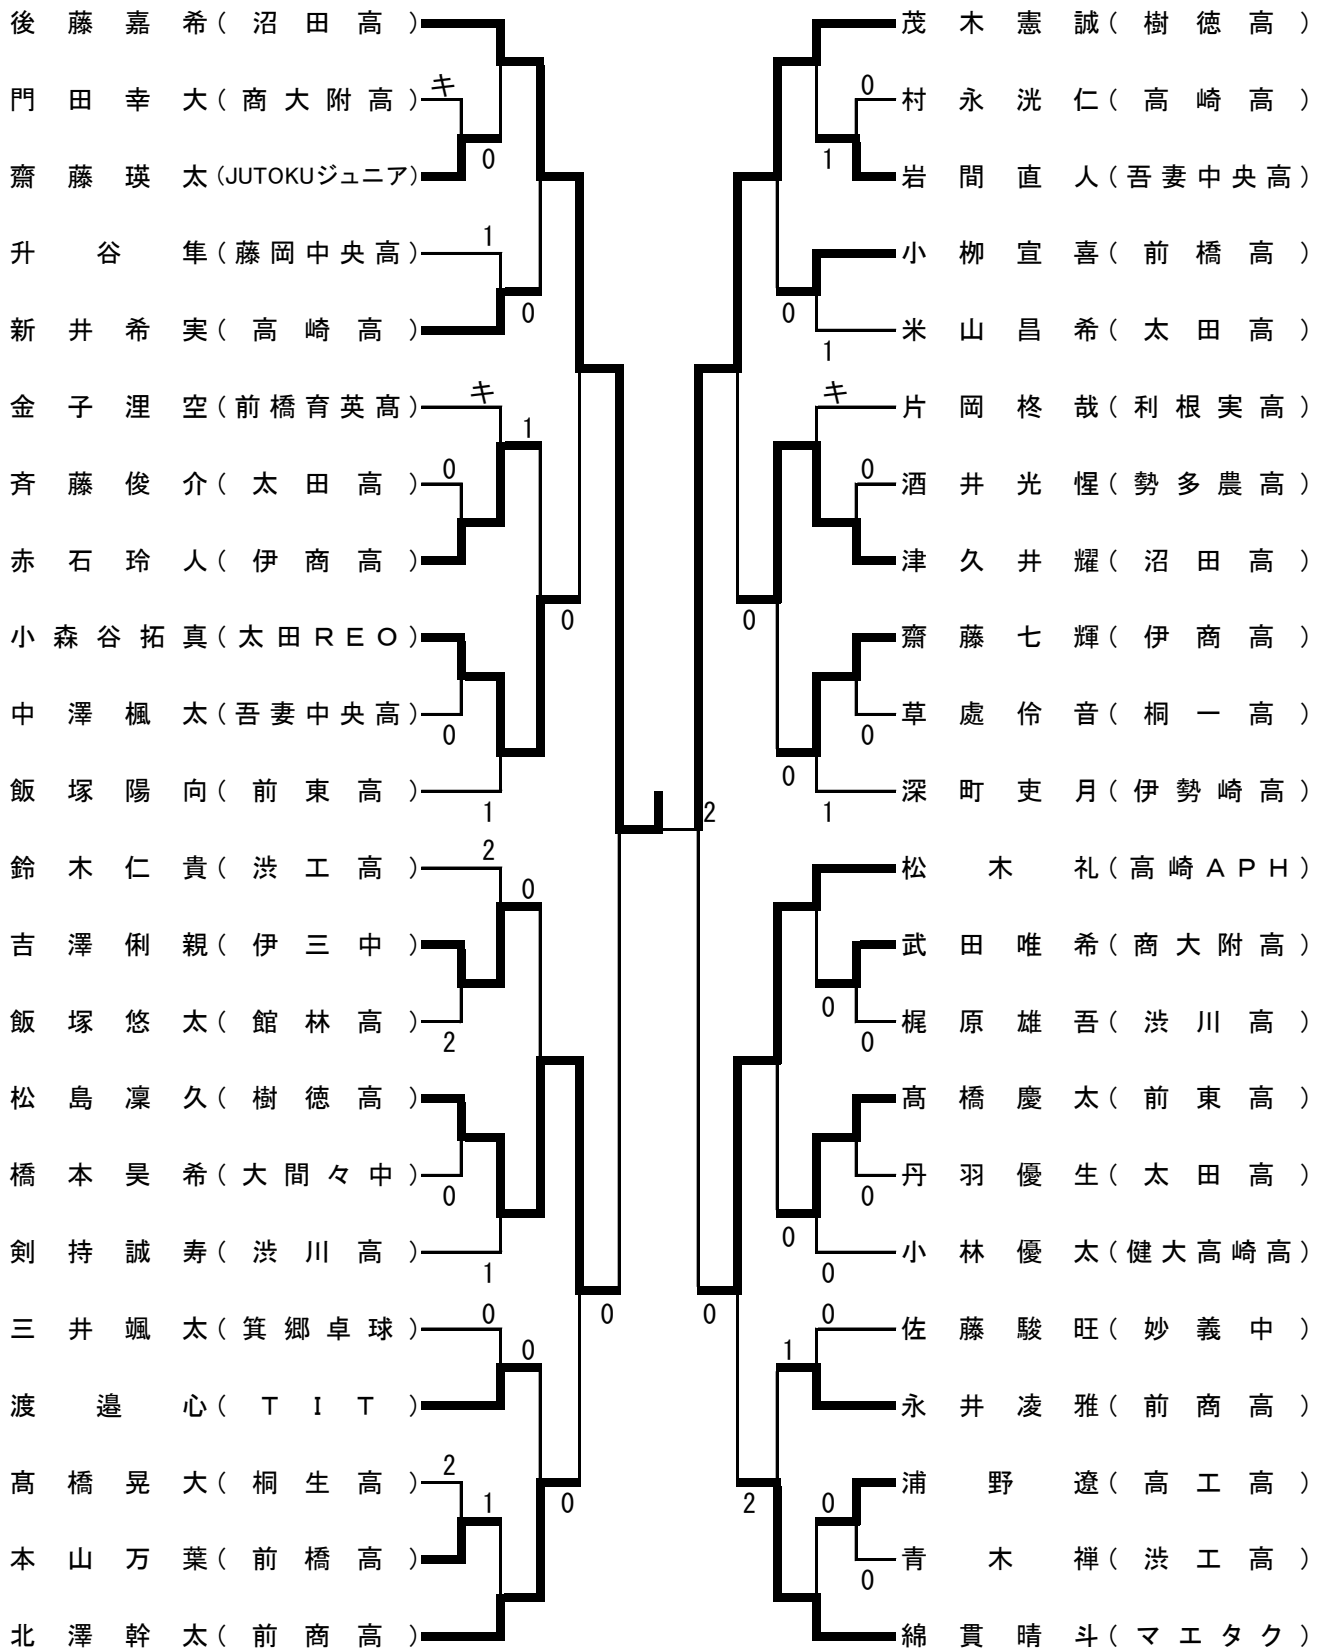 後藤嘉希(沼田高)
門田幸大(商大附高)
キ
0
齋藤瑛太(JUTOKUジュニア)
1
升谷隼(藤岡中央高)
0
新井希実(高崎高)
キ
金子浬空(前橋育英高)
1
0
斉藤俊介(太田高)
赤石玲人(伊商高)
0
小森谷拓真(太田REO)
中澤楓太(吾妻中央高)
0
飯塚陽向(前東高)
1
2
鈴木仁貴(渋工高)
0
吉澤俐親(伊三中)
飯塚悠太(館林高)
2
松島凜久(樹徳高)
橋本昊希(大間々中)
0
剣持誠寿(渋川高)
1
0
0
三井颯太(箕郷卓球)
0
渡邉心(TIT)
2
髙橋晃大(桐生高)
1
0
本山万葉(前橋高)
北澤幹太(前商高)
2
茂木憲誠(樹徳高)
0
村永洸仁(高崎高)
1
岩間直人(吾妻中央高)
小栁宣喜(前橋高)
0
米山昌希(太田高)
1
キ
片岡柊哉(利根実高)
0
酒井光惺(勢多農高)
津久井耀(沼田高)
0
齋藤七輝(伊商高)
草處伶音(桐一高)
0
0
深町吏月(伊勢崎高)
1
松木礼(高崎APH)
武田唯希(商大附高)
0
梶原雄吾(渋川高)
0
髙橋慶太(前東高)
丹羽優生(太田高)
0
0
小林優太(健大高崎高)
0
0
0
佐藤駿旺(妙義中)
1
永井凌雅(前商高)
浦野遼(高工高)
2
0
青木禅(渋工高)
0
綿貫晴斗(マエタク)